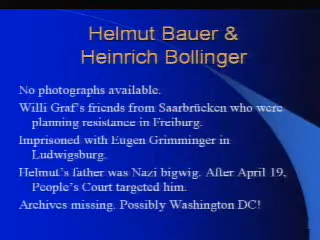 Helmut Bauer &
Heinrich Bollinger
No photographs available.
Willi Graf's friends from Saarbrücken who were
planning resistance in Freiburg.
Imprisoned with Eugen Grimminger in
Ludwigsburg.
Helmut's father was Nazi bigwig. After April 19,
People's Court targeted him.
Archives missing. Possibly Washington DC!